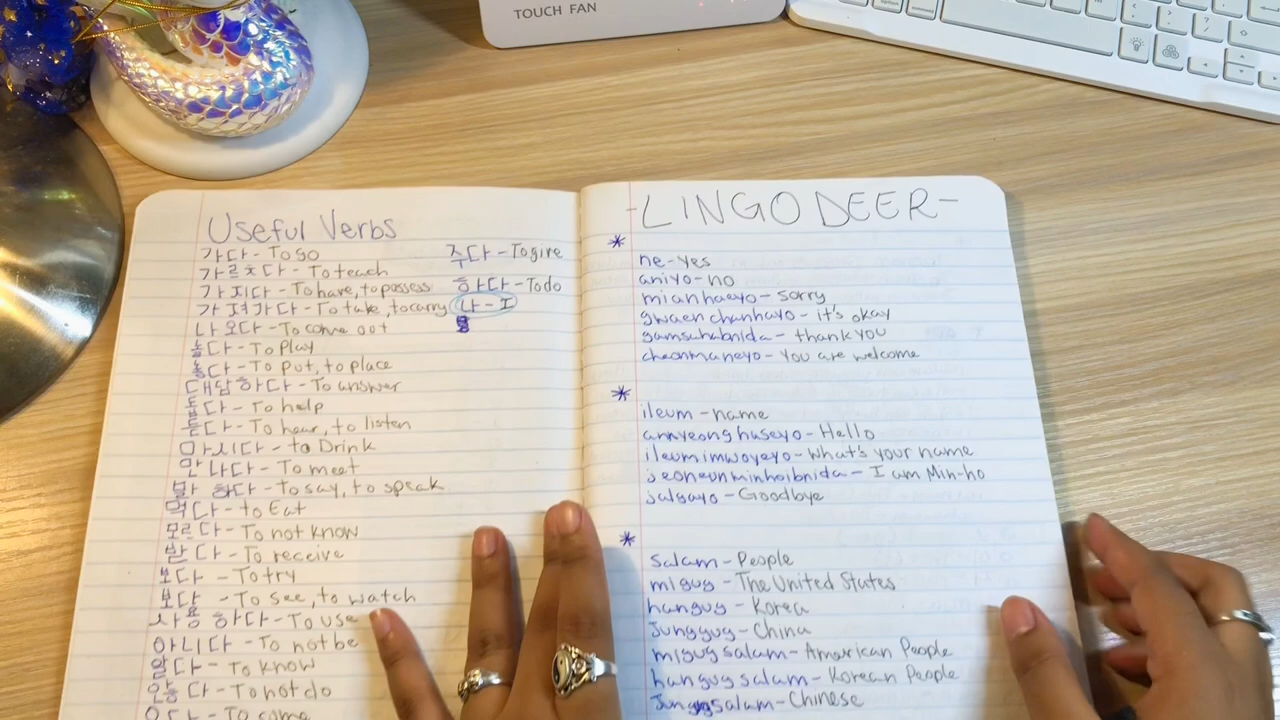 TOUCH FAN
Useful Verbs
가다 - To go
가르치다 - To teach
가지다 - To have, to possess
가져가다 - To take, to carry
나오다 - To come out
놀다 - To Play
놓다 - To put, to place
대답하다 - To answer
돕다 - To help
듣다 - To hear, to listen
마시다 - to Drink
만나다 - To meet
말하다 - To say, to speak
먹다 - to Eat
모르다 - To not know
받다 - To receive
보다 - To try
보다 - To see, to watch
사용하다 - To use
아니다 - To not be
알다 - To know
않다 - To not do
오다 - To come
주다 - To give
하다 - To do
나 - I
-LINGO DEER-
*
ne - yes
aniyo - no
mianhaeyo - sorry
gwaenchanhayo - it's okay
gamsahabnida - thank you
cheonmaneyo - you are welcome
*
ileum - name
annyeonghaseyo - Hello
ileumimwoyeyo - What's your name
jeoneunminhoibnida - I am Min-ho
jalgayo - Goodbye
*
salam - People
migug - The United States
hangug - Korea
Junggug - China
migugsalam - American People
hangugsalam - Korean People
Junggugsalam - Chinese